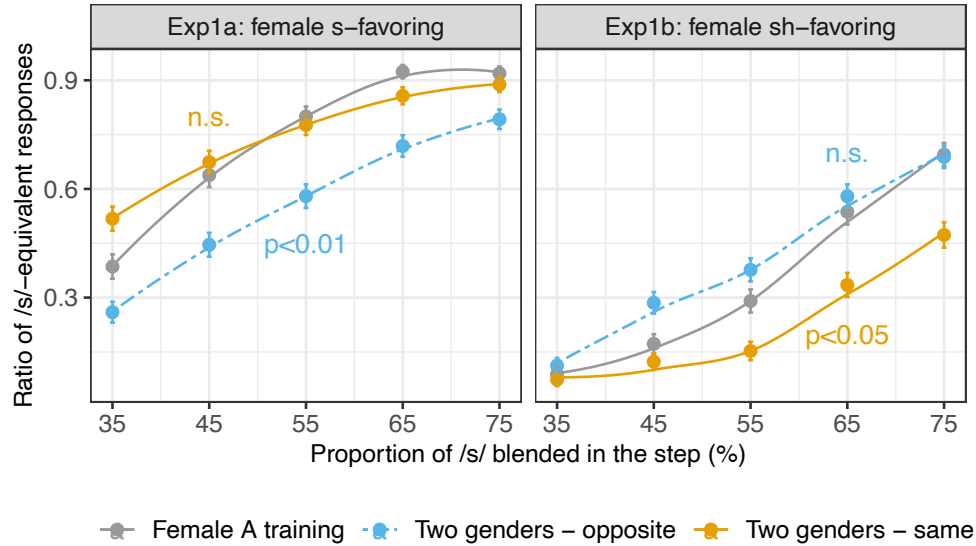 Exp1a: female s−favoring
Exp1b: female sh−favoring
Ratio of /s/−equivalent responses
0.9
0.6
0.3
n.s.
p<0.01
n.s.
p<0.05
35 45 55 65 75
35 45 55 65 75
Proportion of /s/ blended in the step (%)
Female A training
Two genders − opposite
Two genders − same